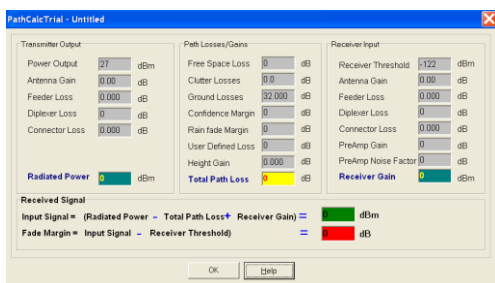 PathCalcTrial - Untitled
Transmitter Output
Power Output 27 dBm
Antenna Gain 0.00 dB
Feeder Loss 0.000 dB
Diplexer Loss 0 dB
Connector Loss 0.000 dB
Radiated Power 0 dBm
Path Losses/Gains
Free Space Loss 0 dB
Clutter Losses 0.0 dB
Ground Losses 32.000 dB
Confidence Margin 0 dB
Rain fade Margin 0 dB
User Defined Loss 0 dB
Height Gain 0.000 dB
Total Path Loss 0 dB
Receiver Input
Receiver Threshold -122 dBm
Antenna Gain 0.00 dB
Feeder Loss 0.000 dB
Diplexer Loss 0 dB
Connector Loss 0.000 dB
PreAmp Gain 0 dB
PreAmp Noise Factor 0 dB
Receiver Gain 0 dBm
Received Signal
Input Signal = (Radiated Power - Total Path Loss+ Receiver Gain) = 0 dBm
Fade Margin = Input Signal - Receiver Threshold) = 0 dB
OK Help